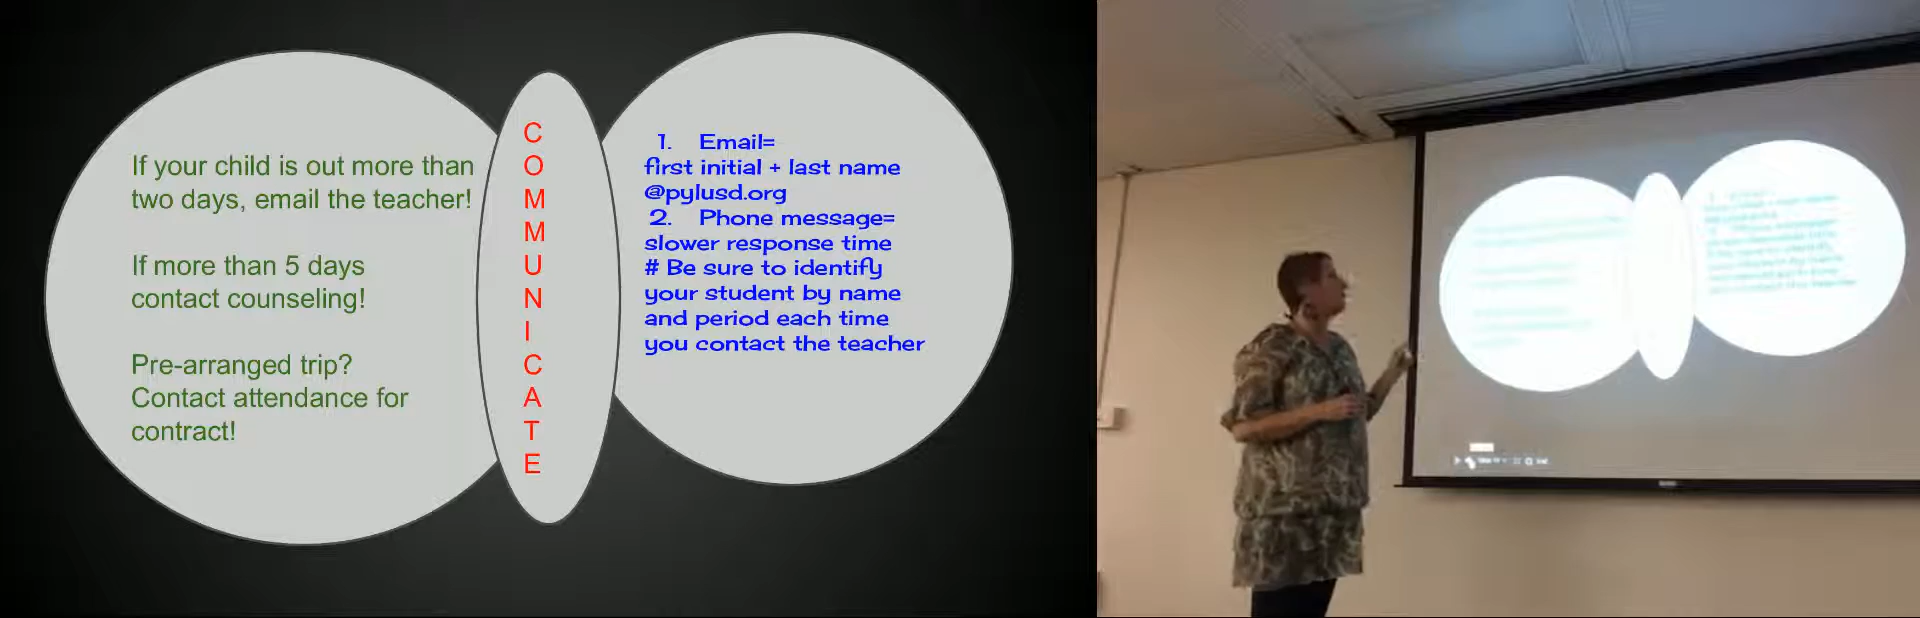 If your child is out more than
two days, email the teacher!
If more than 5 days
contact counseling!
Pre-arranged trip?
Contact attendance for
contract!
C
O
M
M
U
N
I
C
A
T
E
1. Email=
first initial + last name
@pylusd.org
2. Phone message=
slower response time
# Be sure to identify
your student by name
and period each time
you contact the teacher